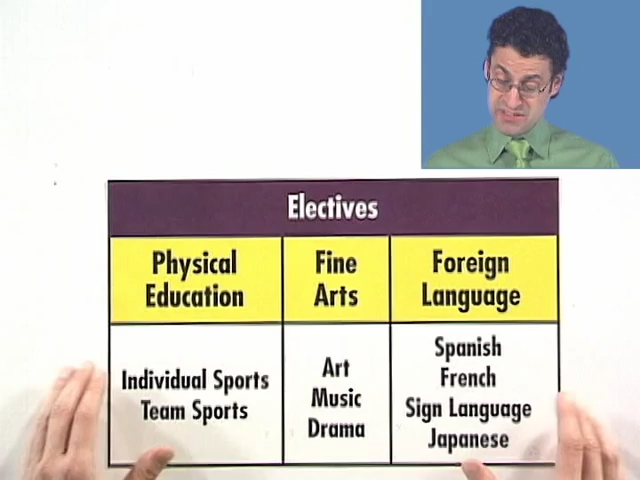 Electives
Physical
Education
Fine
Arts
Foreign
Language
Individual Sports
Team Sports
Art
Music
Drama
Spanish
French
Sign Language
Japanese